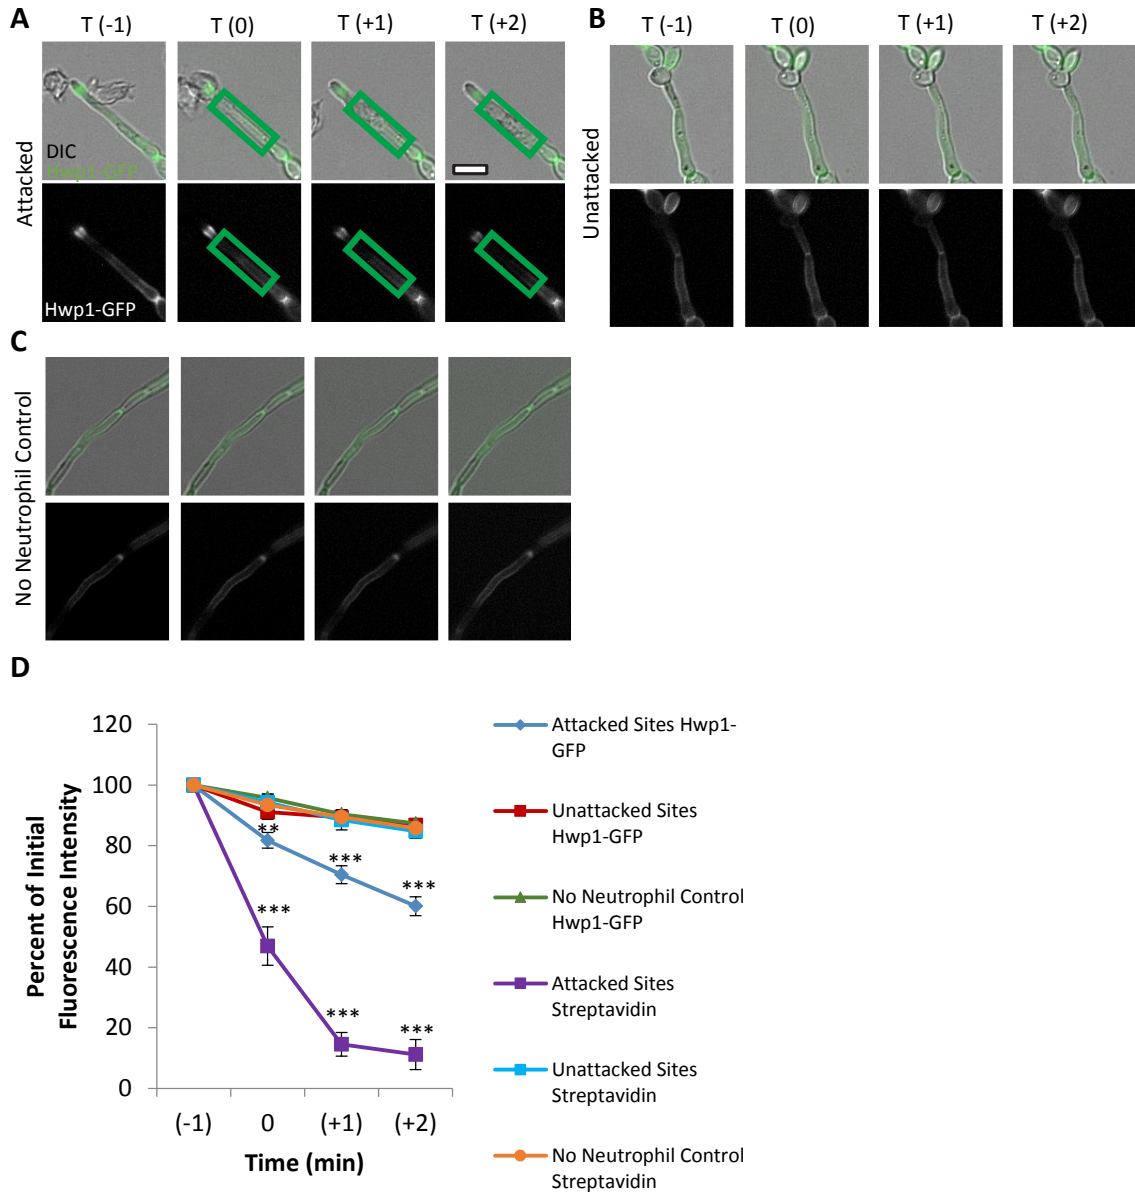 A
T (-1)
T (0)
T (+1)
T (+2)
B
T (-1)
T (0)
T (+1)
T (+2)
Attacked
DIC
Hwp1-GFP
Hwp1-GFP
Unattacked
C
No Neutrophil Control
D
Percent of Initial
Fluorescence Intensity
120
100
80
60
40
20
0
**
***
***
***
***
***
(-1)
0
(+1)
(+2)
Time (min)
Attacked Sites Hwp1-
GFP
Unattacked Sites
Hwp1-GFP
No Neutrophil Control
Hwp1-GFP
Attacked Sites
Streptavidin
Unattacked Sites
Streptavidin
No Neutrophil Control
Streptavidin